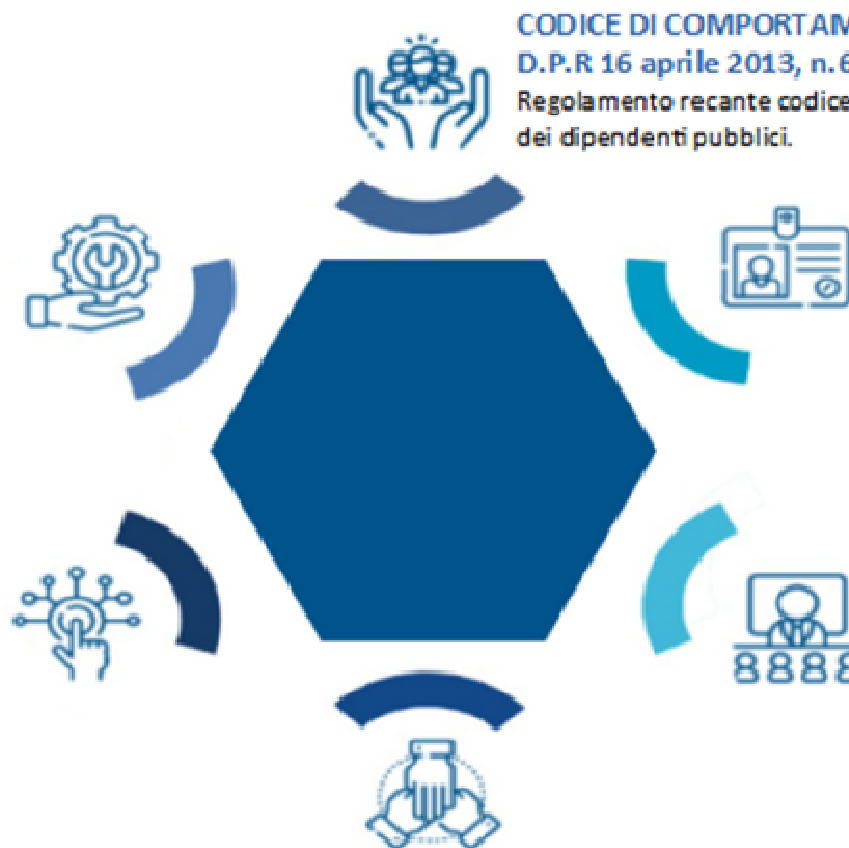 CODICE DI COMPORTAM
D.P.R 16 aprile 2013, n. 6
Regolamento recante codice
dei dipendenti pubblici.